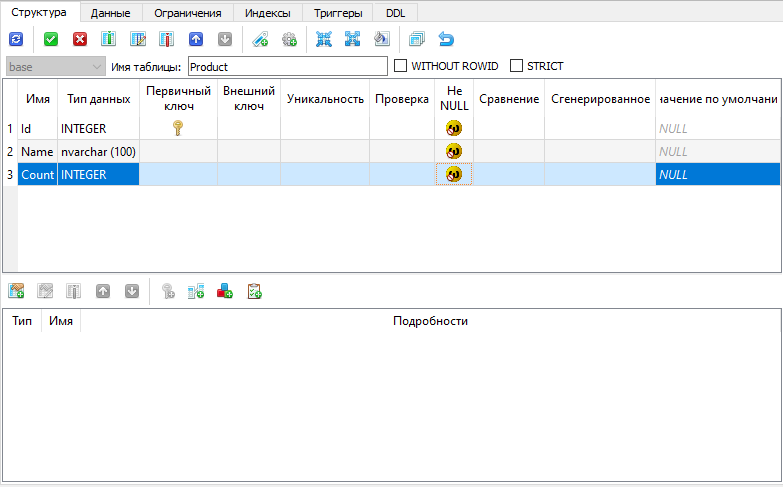 Структура Данные Ограничения Индексы Триггеры DDL
base Имя таблицы: Product WITHOUT ROWID STRICT
Имя Тип данных Первичный ключ Внешний ключ Уникальность Проверка Не NULL Сравнение Сгенерированное начение по умолчани
1 Id INTEGER NULL
2 Name nvarchar (100) NULL
3 Count INTEGER NULL
Тип Имя Подробности